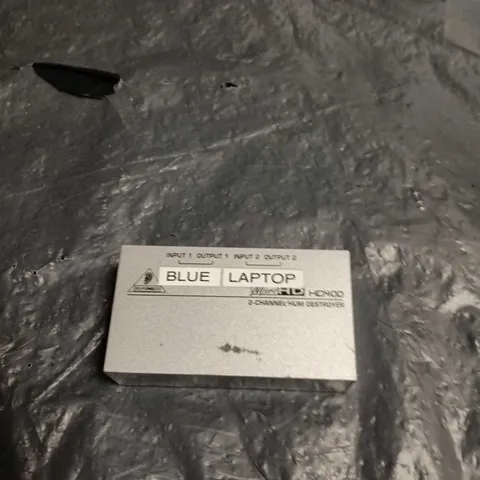 INPUT 1 OUTPUT 1 INPUT 2 OUTPUT 2
BLUE LAPTOP
MicroHD HD400
2-CHANNEL HUM DESTROYER